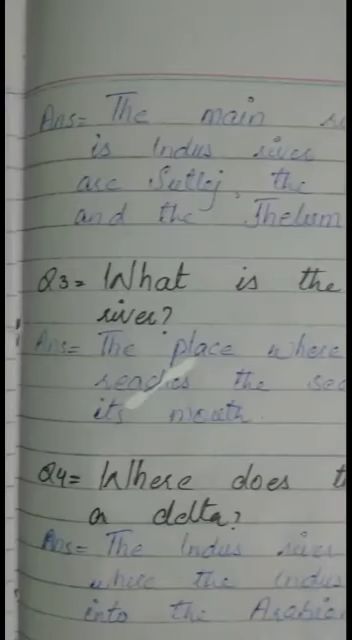 Ans= The main
is Indus river
are Sutlej, the
and the Jhelum
Q3= What is the
river?
Ans= The place where
reaches the sea
its mouth.
Q4= Where does
a delta?
Ans= The Indus river
where the Indus
into the Arabian